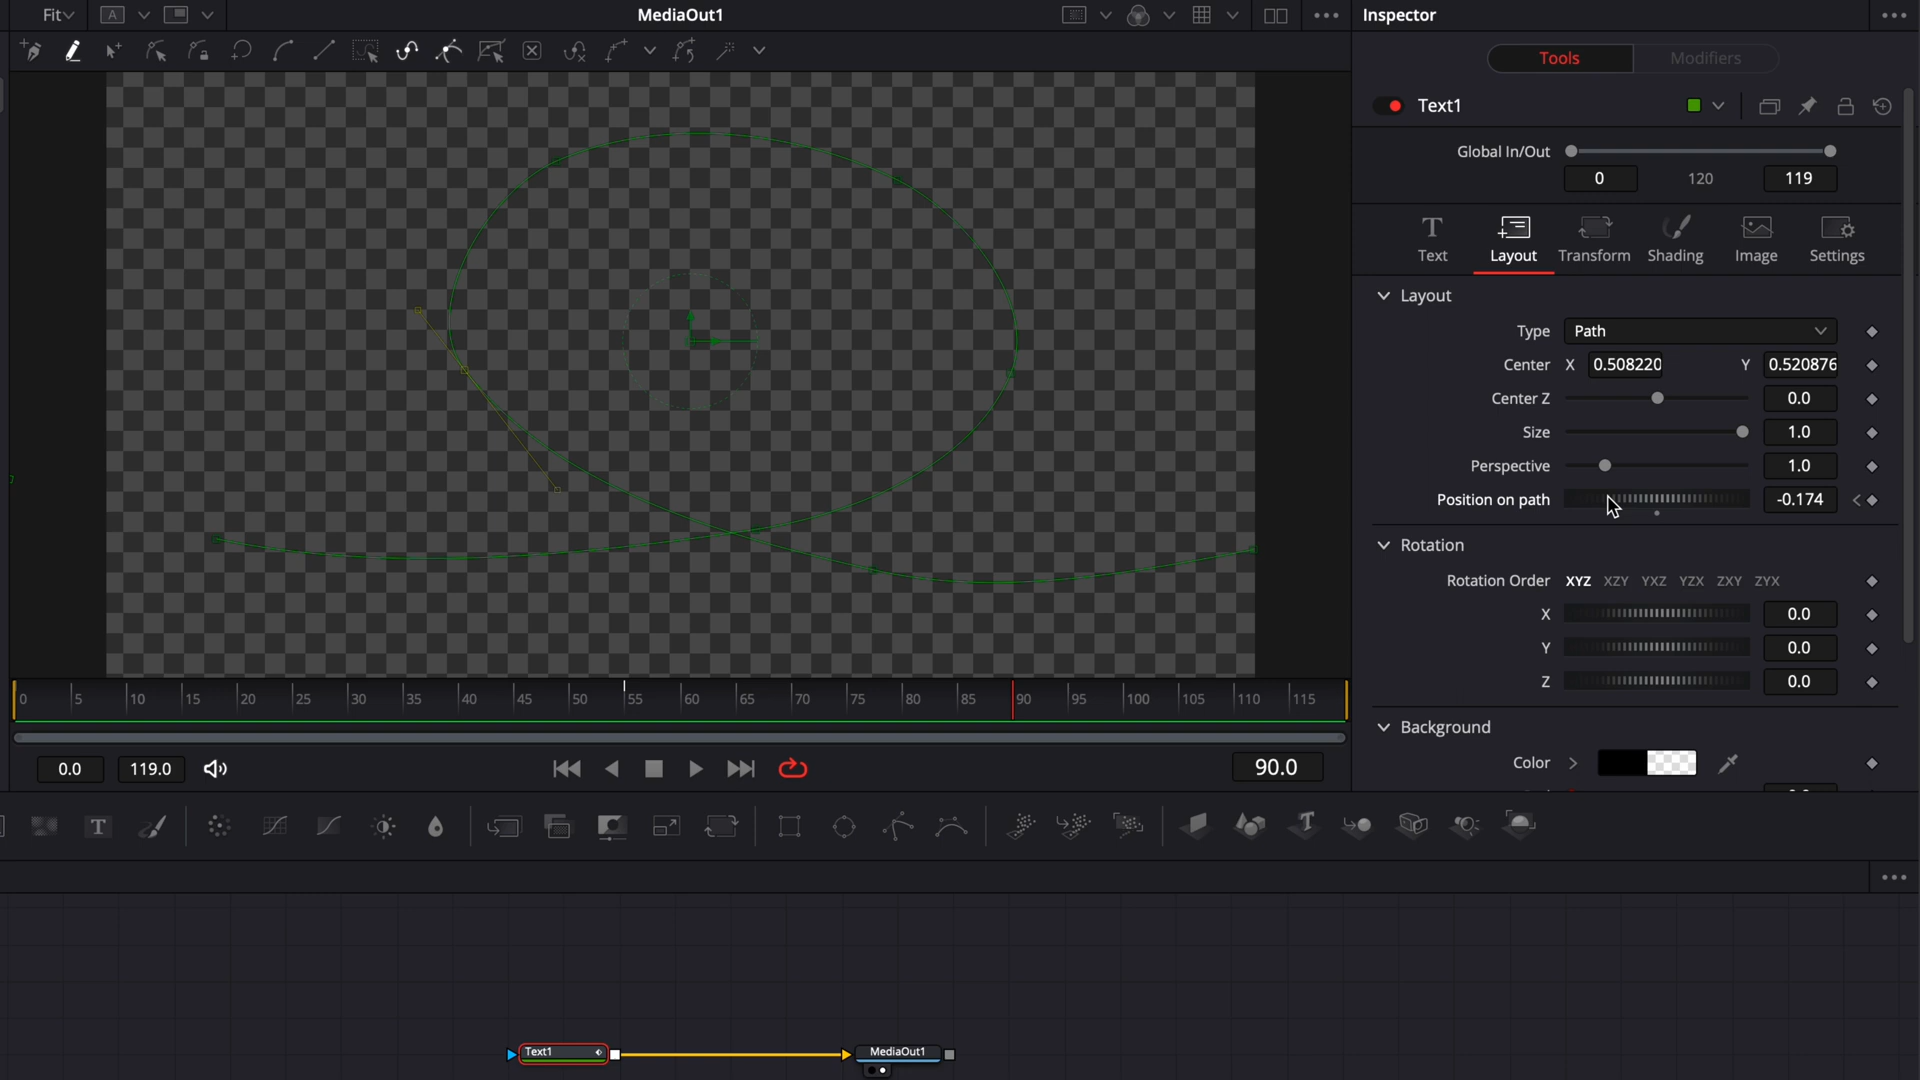 Fit A MediaOut1 Inspector
Tools Modifiers
Text1
Global In/Out
0 120 119
Text Layout Transform Shading Image Settings
Layout
Type Path
Center X 0.508220 Y 0.520876
Center Z 0.0
Size 1.0
Perspective 1.0
Position on path -0.174
Rotation
Rotation Order XYZ XZY YXZ YZX ZXY ZYX
X 0.0
Y 0.0
Z 0.0
0 5 10 15 20 25 30 35 40 45 50 55 60 65 70 75 80 85 90 95 100 105 110 115
Background
Color
0.0 119.0 90.0
T T
Text1 MediaOut1